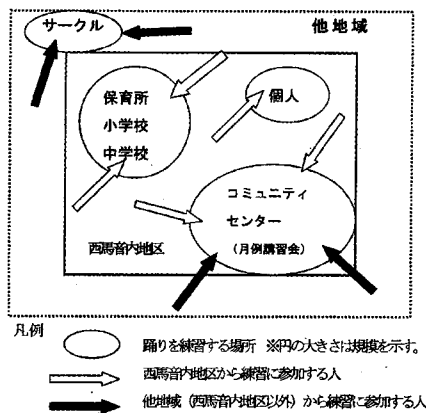 サークル
他地域
保育所
小学校
中学校
個人
コミュニティ
センター
(月例講習会)
西馬音内地区
凡例
踊りを練習する場所 ※円の大きさは規模を示す。
西馬音内地区から練習に参加する人
他地域(西馬音内地区以外)から練習に参加する人